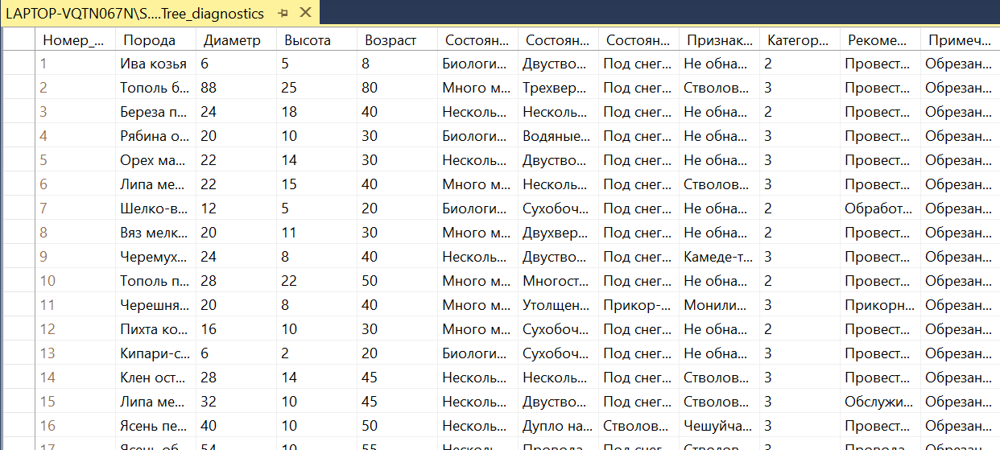 LAPTOP-VQTN067N\S....Tree_diagnostics
Номер_... Порода Диаметр Высота Возраст Состоян... Состоян... Состоян... Признак... Категор... Рекоме... Примеч...
1 Ива козья 6 5 8 Биологи... Двуство... Под снег... Не обна... 2 Провест... Обрезан...
2 Тополь б... 88 25 80 Много м... Трехвер... Под снег... Стволов... 3 Провест... Обрезан...
3 Береза п... 24 18 40 Несколь... Несколь... Под снег... Не обна... 2 Провест... Обрезан...
4 Рябина о... 20 10 30 Биологи... Водяные... Под снег... Не обна... 3 Провест... Обрезан...
5 Орех ма... 22 14 30 Несколь... Двуство... Под снег... Не обна... 3 Провест... Обрезан...
6 Липа ме... 22 15 40 Много м... Несколь... Под снег... Стволов... 3 Провест... Обрезан...
7 Шелко-в... 12 5 20 Биологи... Сухобоч... Под снег... Не обна... 2 Обработ... Обрезан...
8 Вяз мелк... 20 11 30 Много м... Двухвер... Под снег... Не обна... 2 Провест... Обрезан...
9 Черемух... 24 8 40 Несколь... Двуство... Под снег... Камеде-т... 3 Провест... Обрезан...
10 Тополь п... 28 22 50 Много м... Многост... Под снег... Не обна... 2 Провест... Обрезан...
11 Черешня... 20 8 40 Много м... Утолщен... Прикор-... Монили... 3 Прикорн... Обрезан...
12 Пихта ко... 16 10 30 Много м... Сухобоч... Под снег... Не обна... 2 Провест... Обрезан...
13 Кипари-с... 6 2 20 Биологи... Сухобоч... Под снег... Не обна... 3 Провест... Обрезан...
14 Клен ост... 28 14 45 Несколь... Несколь... Под снег... Стволов... 3 Провест... Обрезан...
15 Липа ме... 32 10 45 Несколь... Двуство... Под снег... Стволов... 3 Обслужи... Обрезан...
16 Ясень пе... 40 10 50 Несколь... Дупло на... Стволов... Чешуйча... 3 Провест... Обрезан...
17 Ясень об... 54 10 55 Несколь... Провода... Под снег... Стволов... 3 Провода... Обрезан...